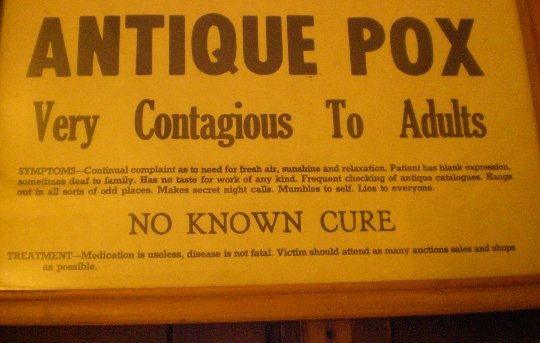 ANTIQUE POX
Very Contagious To Adults
SYMPTOMS—Continual complaint as to need for fresh air, sunshine and relaxation. Patient has blank expression,
sometimes deaf to family. Has no taste for work of any kind. Frequent checking of antique catalogues. Hangs
out in all sorts of odd places. Makes secret night calls. Mumbles to self. Lies to everyone.
NO KNOWN CURE
TREATMENT—Medication is useless, disease is not fatal. Victim should attend as many auctions sales and shops
as possible.